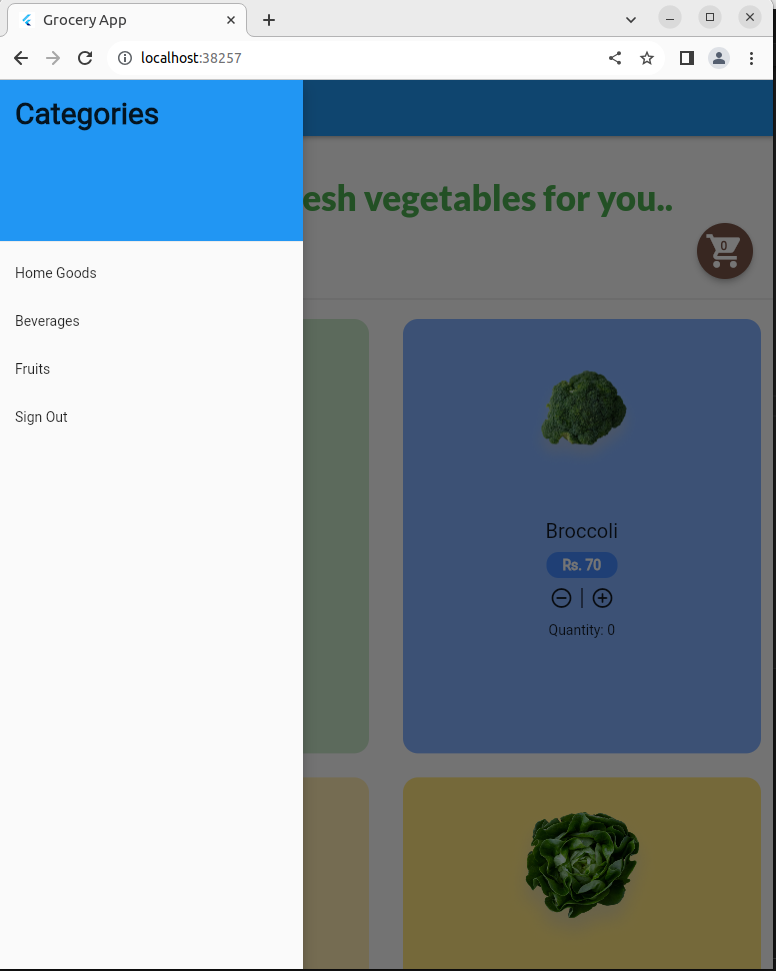 Grocery App
localhost:38257
Categories
esh vegetables for you..
0
Home Goods
Beverages
Fruits
Sign Out
Broccoli
Rs. 70
Quantity: 0